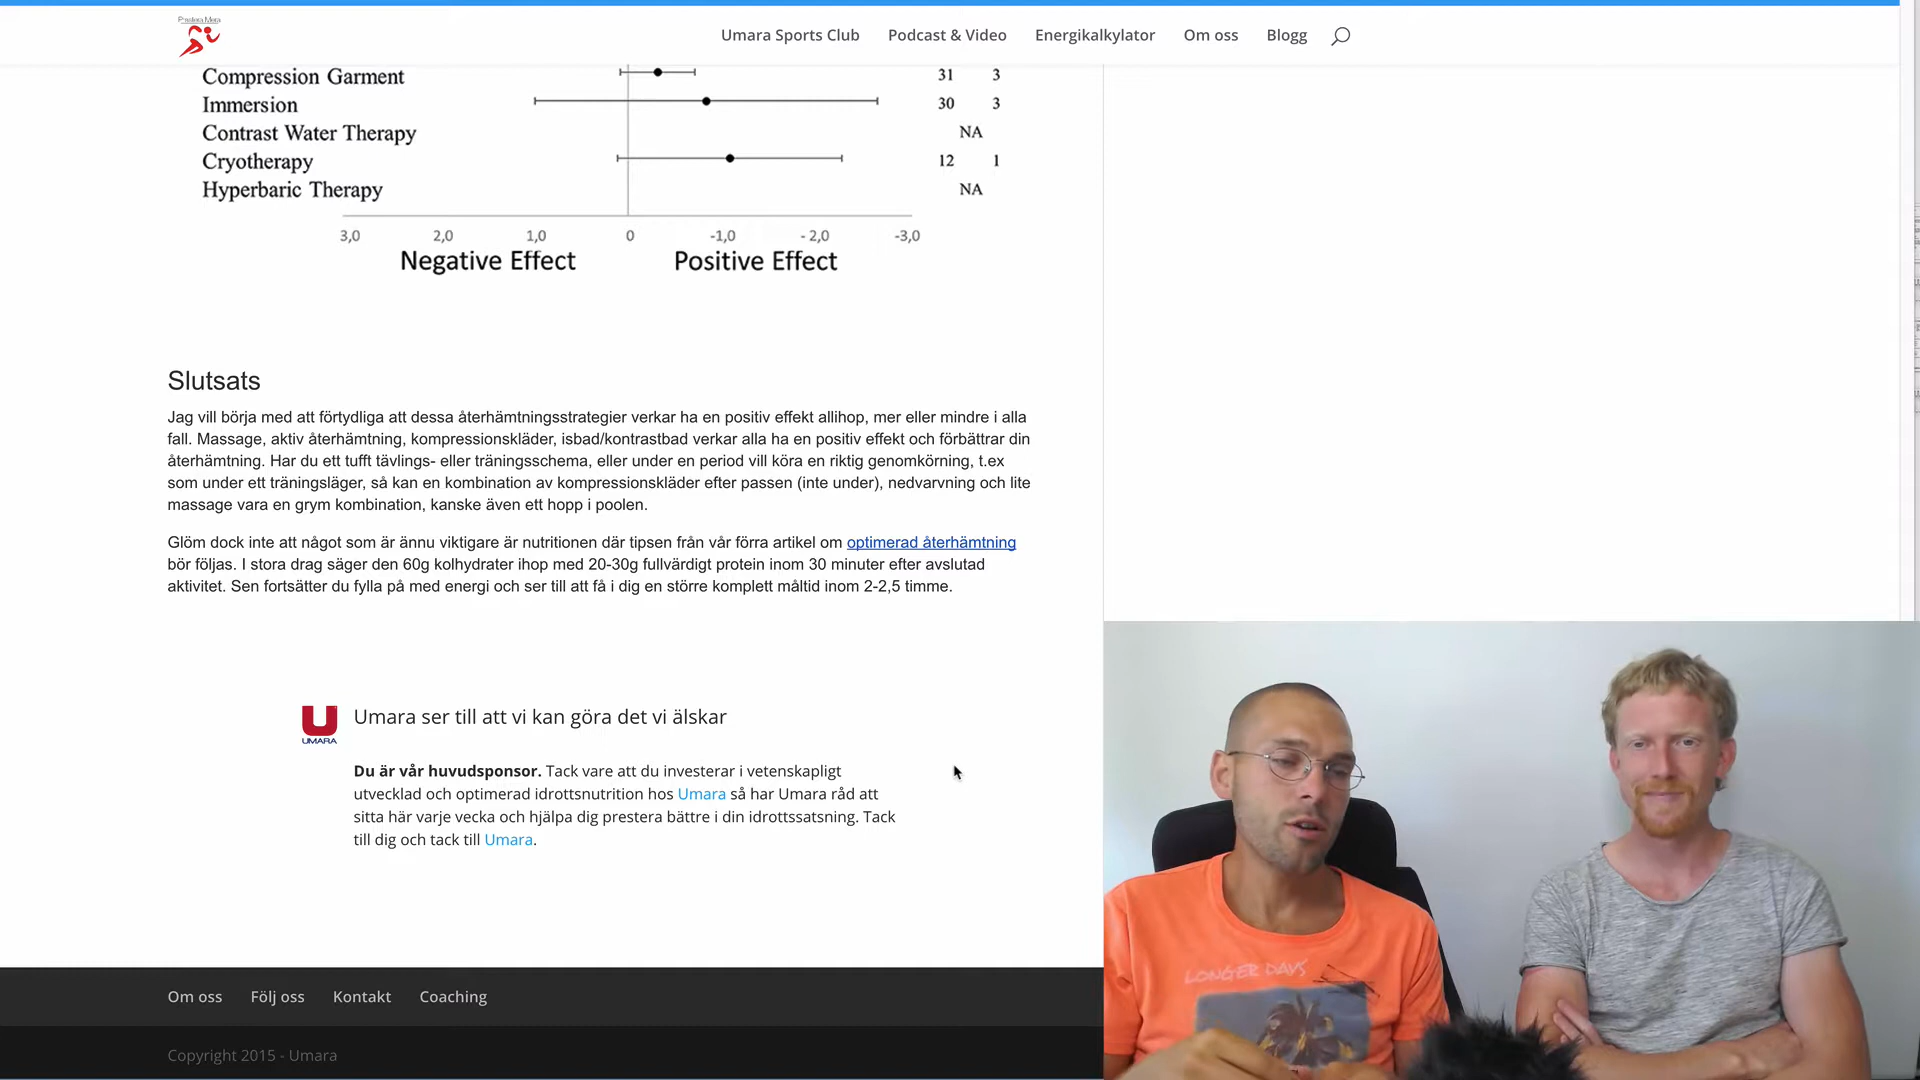 Prestera Mera
Umara Sports Club Podcast & Video Energikalkylator Om oss Blogg
Compression Garment 31 3
Immersion 30 3
Contrast Water Therapy NA
Cryotherapy 12 1
Hyperbaric Therapy NA
3,0 2,0 1,0 0 -1,0 - 2,0 -3,0
Negative Effect Positive Effect
Slutsats
Jag vill börja med att förtydliga att dessa återhämtningsstrategier verkar ha en positiv effekt allihop, mer eller mindre i alla
fall. Massage, aktiv återhämtning, kompressionskläder, isbad/kontrastbad verkar alla ha en positiv effekt och förbättrar din
återhämtning. Har du ett tufft tävlings- eller träningsschema, eller under en period vill köra en riktig genomkörning, t.ex
som under ett träningsläger, så kan en kombination av kompressionskläder efter passen (inte under), nedvarvning och lite
massage vara en grym kombination, kanske även ett hopp i poolen.
Glöm dock inte att något som är ännu viktigare är nutritionen där tipsen från vår förra artikel om optimerad återhämtning
bör följas. I stora drag säger den 60g kolhydrater ihop med 20-30g fullvärdigt protein inom 30 minuter efter avslutad
aktivitet. Sen fortsätter du fylla på med energi och ser till att få i dig en större komplett måltid inom 2-2,5 timme.
UMARA
Umara ser till att vi kan göra det vi älskar
Du är vår huvudsponsor. Tack vare att du investerar i vetenskapligt
utvecklad och optimerad idrottsnutrition hos Umara så har Umara råd att
sitta här varje vecka och hjälpa dig prestera bättre i din idrottssatsning. Tack
till dig och tack till Umara.
LONGER DAYS
Om oss Följ oss Kontakt Coaching
Copyright 2015 - Umara